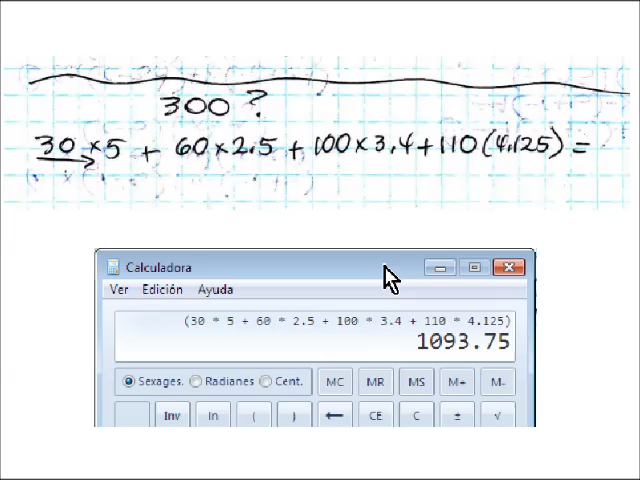 300 ?
30 × 5 + 60 × 2.5 + 100 × 3.4 + 110 (4.125) =
Calculadora
Ver Edición Ayuda
(30 * 5 + 60 * 2.5 + 100 * 3.4 + 110 * 4.125)
1093.75
Sexages. Radianes Cent. MC MR MS M+ M-
Inv ln ( ) ← CE C ± √